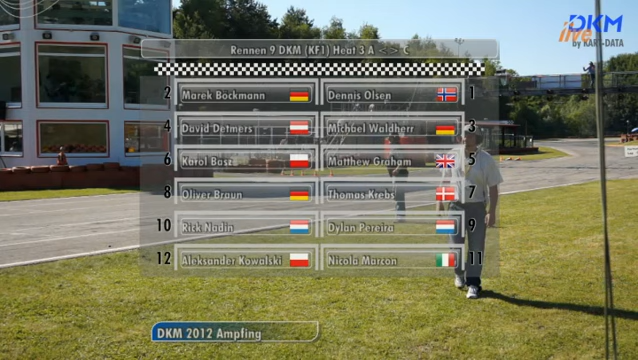 DKM
live
by KART-DATA
Rennen 9 DKM (KF1) Heat 3 A <> C
2 Marek Bockmann Dennis Olsen 1
4 David Detmers Michael Waldherr 3
6 Karol Basz Matthew Graham 5
8 Oliver Braun Thomas Krebs 7
10 Rick Nadin Dylan Pereira 9
12 Aleksander Kowalski Nicola Marcon 11
DKM 2012 Ampfing